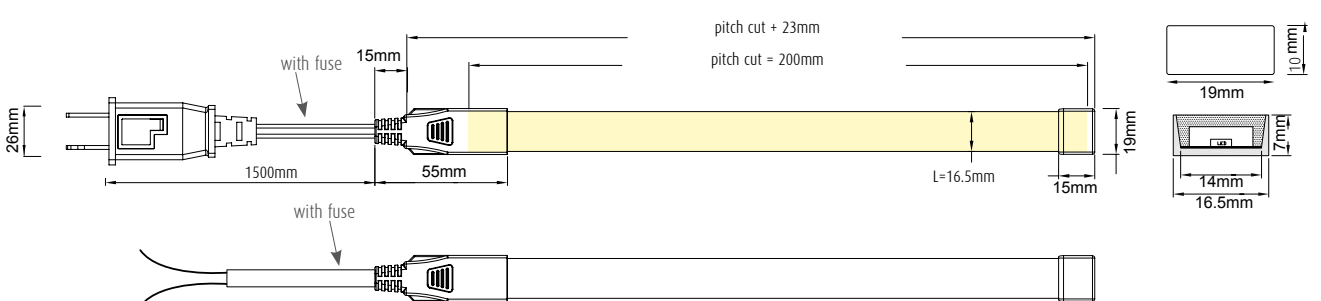 pitch cut + 23mm
pitch cut = 200mm
with fuse
15mm
26mm
1500mm
55mm
L=16.5mm
15mm
19mm
10 mm
19mm
LED
7mm
14mm
16.5mm
with fuse